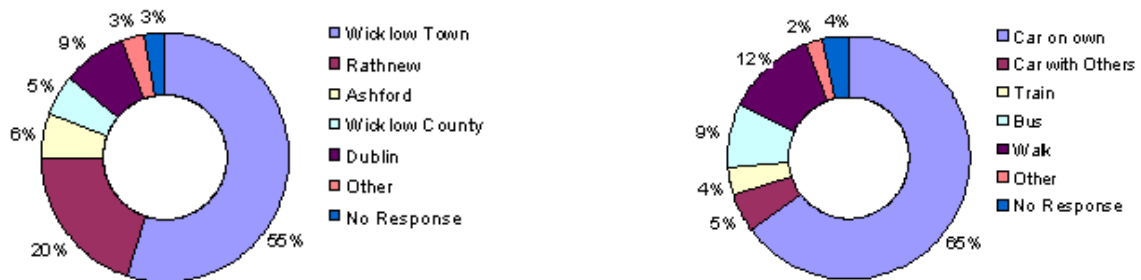 3%
3%
9%
5%
6%
20%
55%
Wicklow Town
Rathnew
Ashford
Wicklow County
Dublin
Other
No Response
4%
2%
12%
9%
4%
5%
65%
Car on own
Car with Others
Train
Bus
Walk
Other
No Response